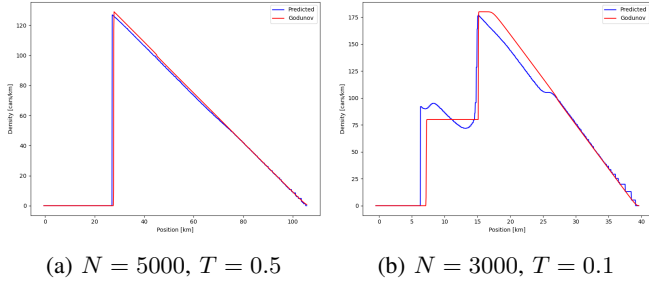 Predicted
Godunov
120
100
80
60
40
20
0
Density [cars/km]
0 20 40 60 80 100
Position [km]
(a) N = 5000, T = 0.5
Predicted
Godunov
175
150
125
100
75
50
25
0
Density [cars/km]
0 5 10 15 20 25 30 35 40
Position [km]
(b) N = 3000, T = 0.1